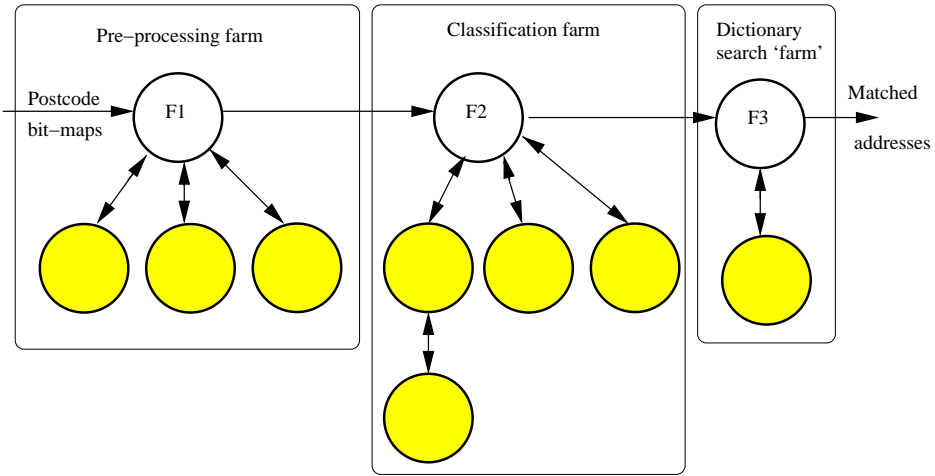 Pre−processing farm
Classification farm
Dictionary
search ‘farm’
Postcode
bit−maps
F1
F2
F3
Matched
addresses